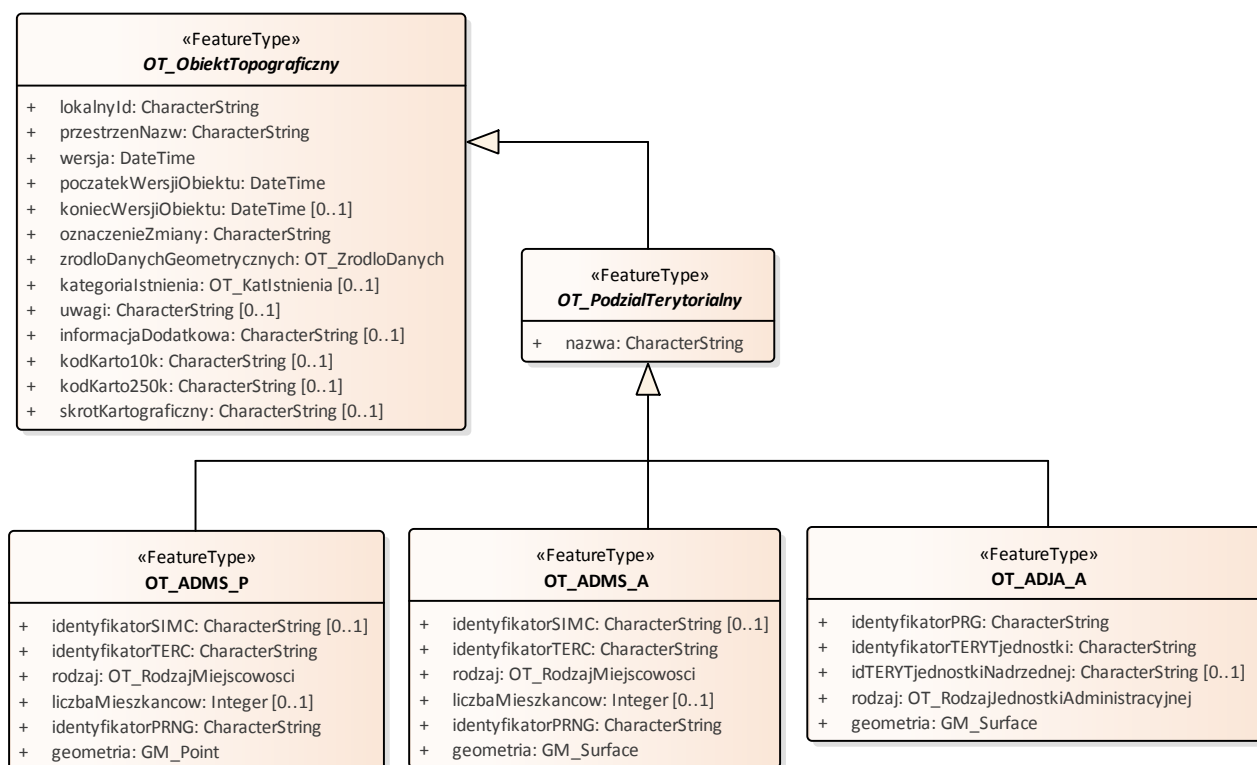 «FeatureType»
OT_ObiektTopograficzny
+ lokalnyId: CharacterString
+ przestrzenNazw: CharacterString
+ wersja: DateTime
+ poczatekWersjiObiektu: DateTime
+ koniecWersjiObiektu: DateTime [0..1]
+ oznaczenieZmiany: CharacterString
+ zrodloDanychGeometrycznych: OT_ZrodloDanych
+ kategoriaIstnienia: OT_KatIstnienia [0..1]
+ uwagi: CharacterString [0..1]
+ informacjaDodatkowa: CharacterString [0..1]
+ kodKarto10k: CharacterString [0..1]
+ kodKarto250k: CharacterString [0..1]
+ skrotKartograficzny: CharacterString [0..1]
«FeatureType»
OT_PodzialTerytorialny
+ nazwa: CharacterString
«FeatureType»
OT_ADMS_P
+ identyfikatorSIMC: CharacterString [0..1]
+ identyfikatorTERC: CharacterString
+ rodzaj: OT_RodzajMiejscowosci
+ liczbaMieszkancow: Integer [0..1]
+ identyfikatorPRNG: CharacterString
+ geometria: GM_Point
«FeatureType»
OT_ADMS_A
+ identyfikatorSIMC: CharacterString [0..1]
+ identyfikatorTERC: CharacterString
+ rodzaj: OT_RodzajMiejscowosci
+ liczbaMieszkancow: Integer [0..1]
+ identyfikatorPRNG: CharacterString
+ geometria: GM_Surface
«FeatureType»
OT_ADJA_A
+ identyfikatorPRG: CharacterString
+ identyfikatorTERYTjednostki: CharacterString
+ idTERYTjednostkiNadrzednej: CharacterString [0..1]
+ rodzaj: OT_RodzajJednostkiAdministracyjnej
+ geometria: GM_Surface